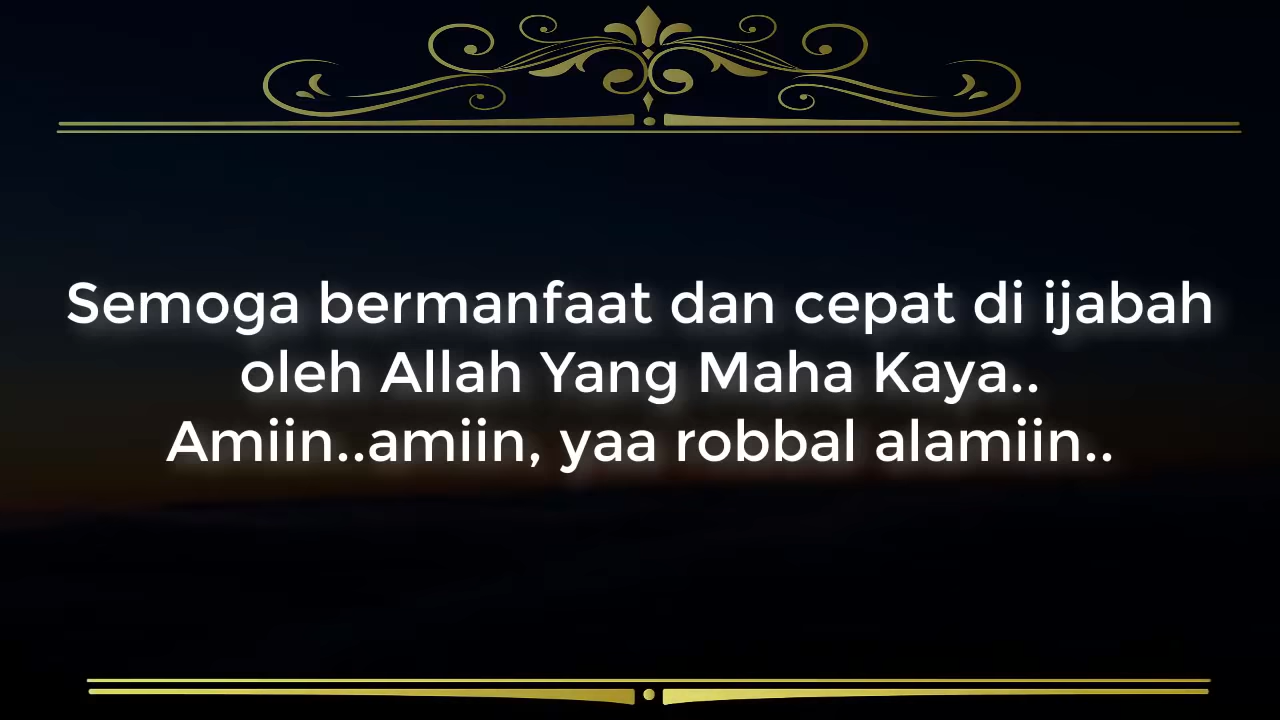 Semoga bermanfaat dan cepat di ijabah
oleh Allah Yang Maha Kaya..
Amiin..amiin, yaa robbal alamiin..